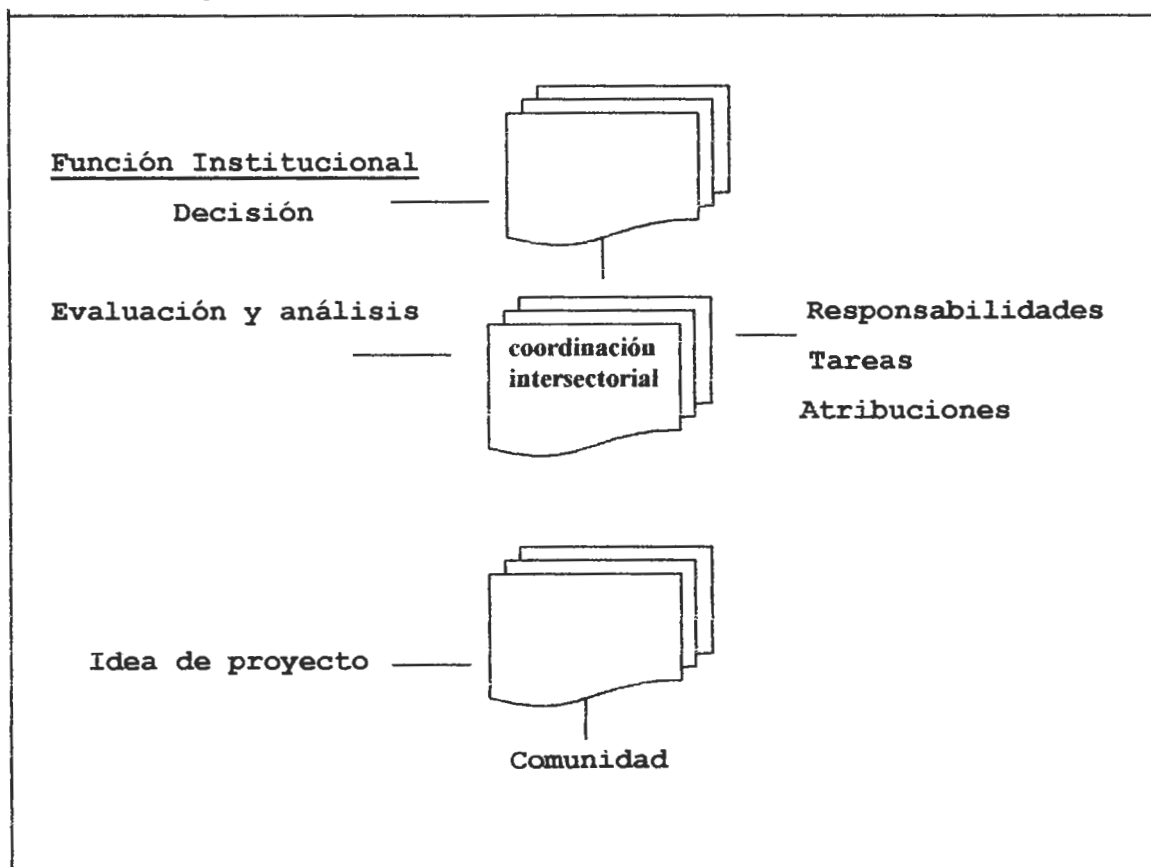 Función Institucional
Decisión
Evaluación y análisis
coordinación
intersectorial
Responsabilidades
Tareas
Atribuciones
Idea de proyecto
Comunidad